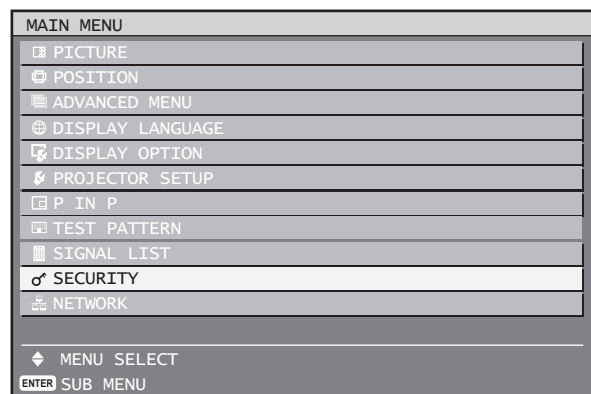 MAIN MENU
PICTURE
POSITION
ADVANCED MENU
DISPLAY LANGUAGE
DISPLAY OPTION
PROJECTOR SETUP
P IN P
TEST PATTERN
SIGNAL LIST
SECURITY
NETWORK
MENU SELECT
ENTER SUB MENU